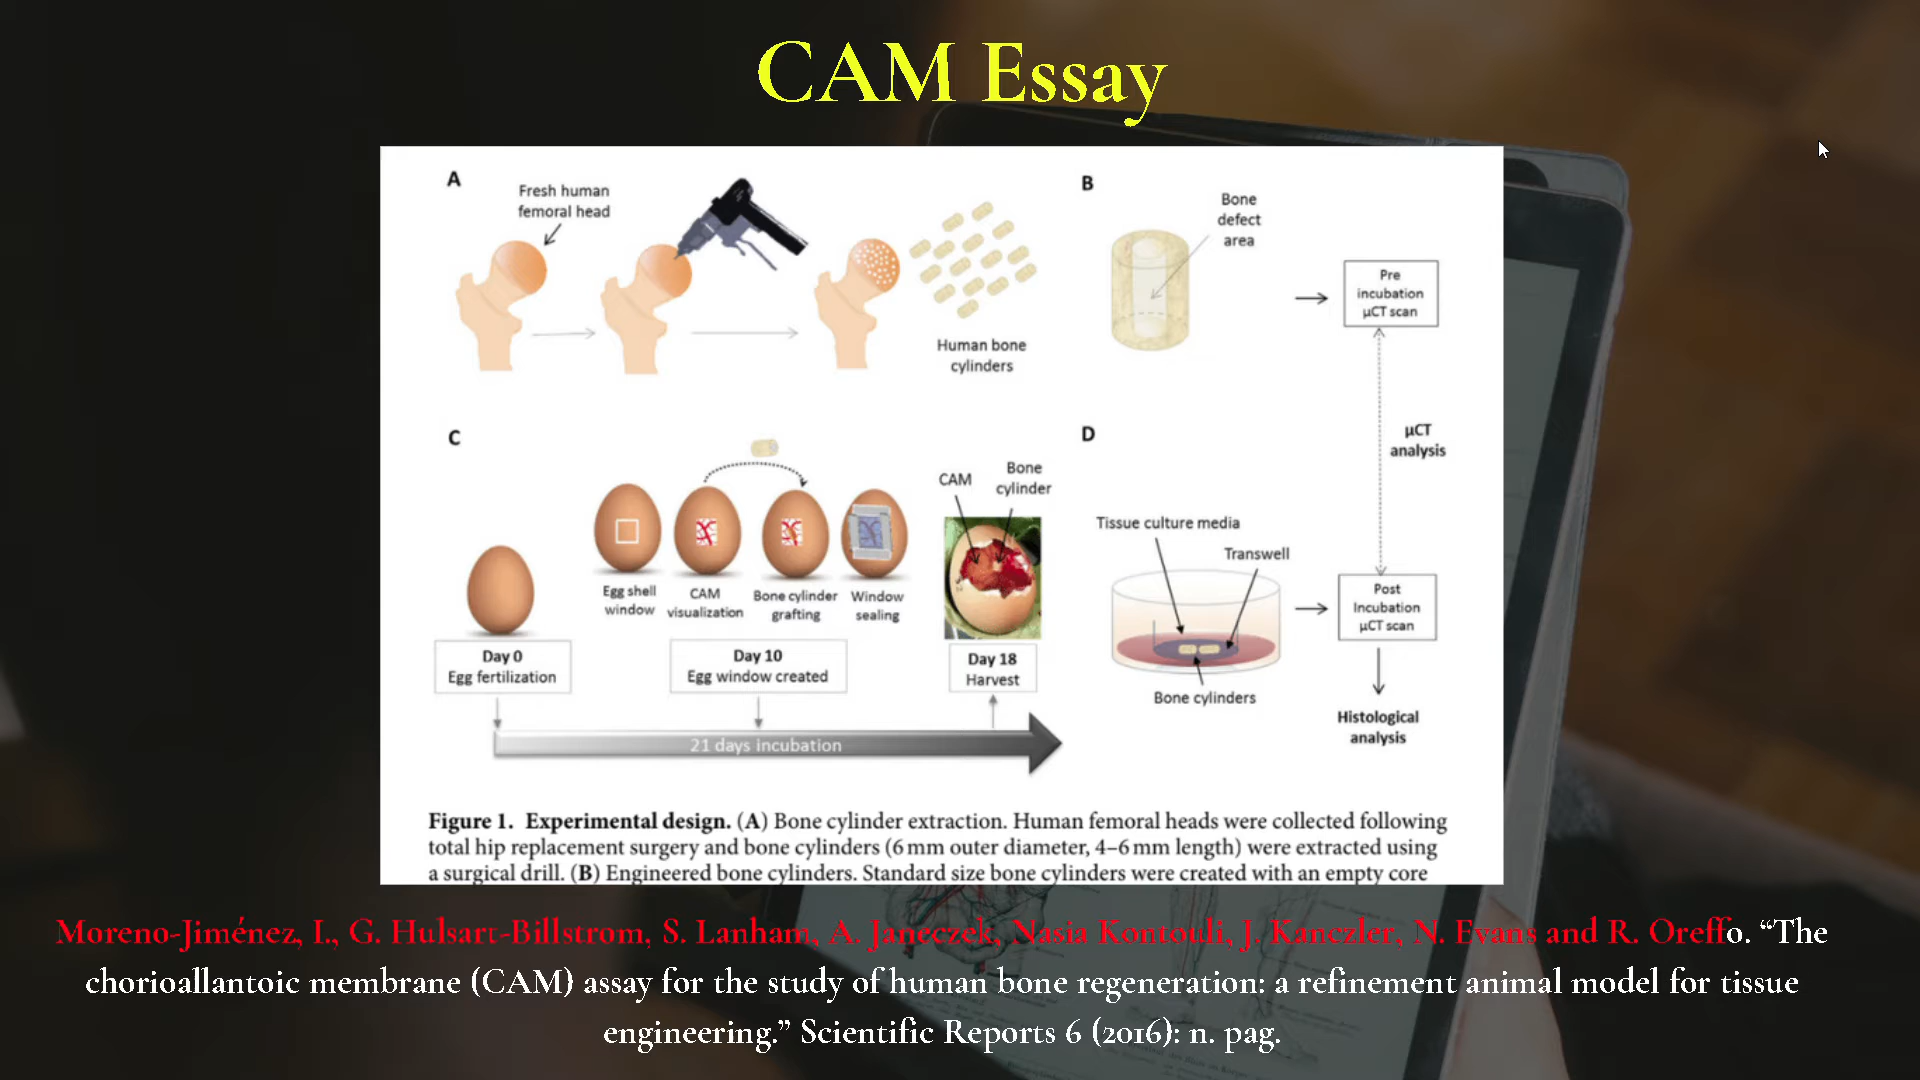 CAM Essay
A
Fresh human
femoral head
Human bone
cylinders
B
Bone
defect
area
Pre
incubation
µCT scan
µCT
analysis
C
Egg shell
window
CAM
visualization
Bone cylinder
grafting
Window
sealing
CAM
Bone
cylinder
Day 0
Egg fertilization
Day 10
Egg window created
Day 18
Harvest
21 days incubation
D
Tissue culture media
Transwell
Bone cylinders
Post
Incubation
µCT scan
Histological
analysis
Figure 1. Experimental design. (A) Bone cylinder extraction. Human femoral heads were collected following
total hip replacement surgery and bone cylinders (6 mm outer diameter, 4–6 mm length) were extracted using
a surgical drill. (B) Engineered bone cylinders. Standard size bone cylinders were created with an empty core
Moreno-Jiménez, I., G. Hulsart-Billstrom, S. Lanham, A. Janeczek, Nasia Kontouli, J. Kanczler, N. Evans and R. Oreffo. “The
chorioallantoic membrane (CAM) assay for the study of human bone regeneration: a refinement animal model for tissue
engineering.” Scientific Reports 6 (2016): n. pag.